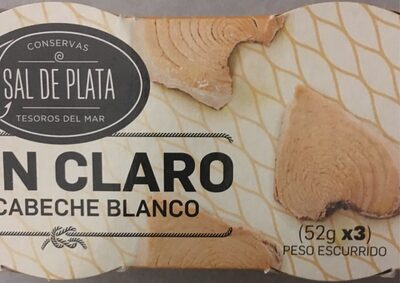 CONSERVAS
SAL DE PLATA
TESOROS DEL MAR
N CLARO
CABECHE BLANCO
(52g x3)
PESO ESCURRIDO